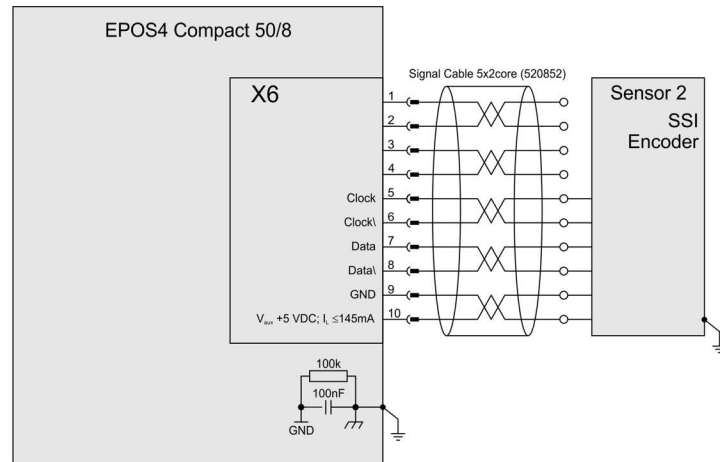 EPOS4 Compact 50/8
Signal Cable 5x2core (520852)
X6
Sensor 2
SSI
Encoder
1
2
3
4
Clock 5
Clock\ 6
Data 7
Data\ 8
GND 9
Vaux +5 VDC; IL ≤145mA 10
100k
100nF
GND